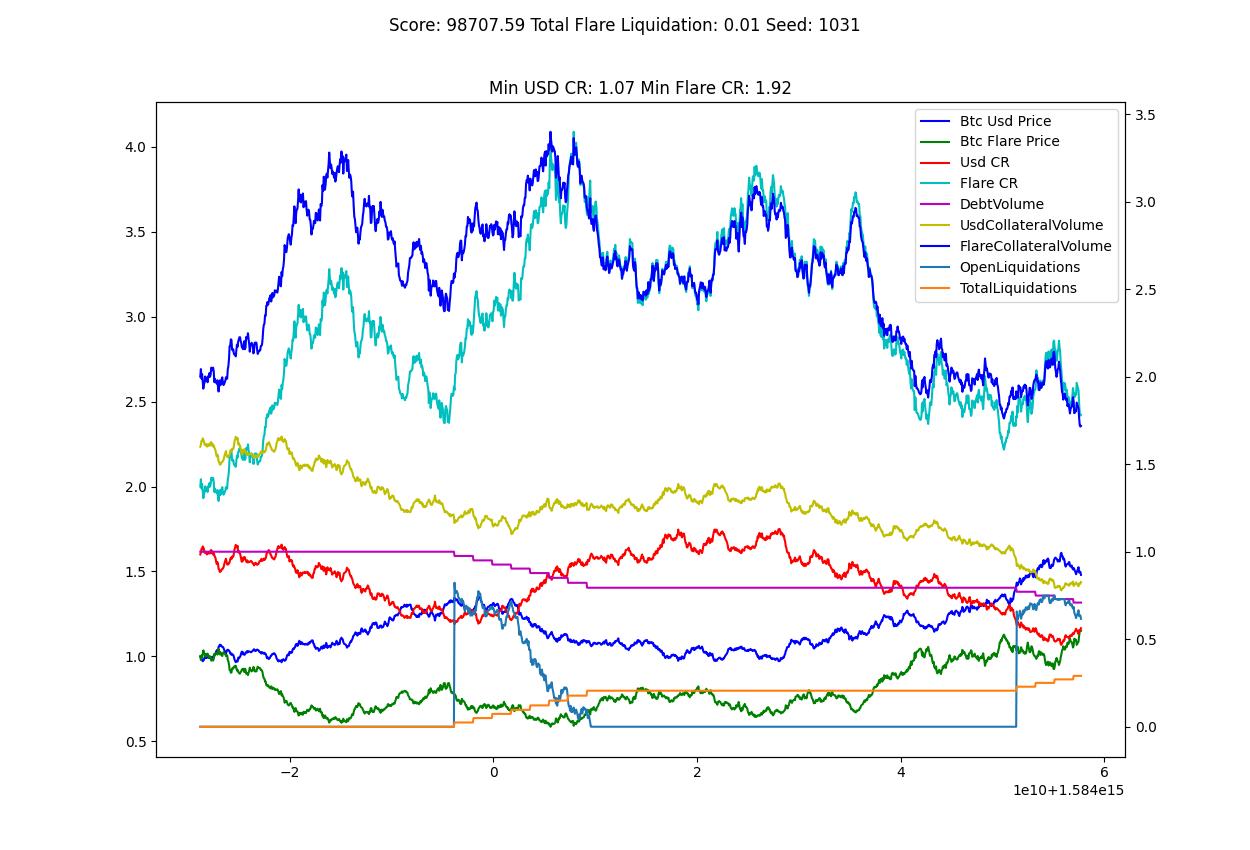 Score: 98707.59 Total Flare Liquidation: 0.01 Seed: 1031
Min USD CR: 1.07 Min Flare CR: 1.92
Btc Usd Price
Btc Flare Price
Usd CR
Flare CR
DebtVolume
UsdCollateralVolume
FlareCollateralVolume
OpenLiquidations
TotalLiquidations
4.0
3.5
3.0
2.5
2.0
1.5
1.0
0.5
3.5
3.0
2.5
2.0
1.5
1.0
0.5
0.0
−2 0 2 4 6
1e10+1.584e15